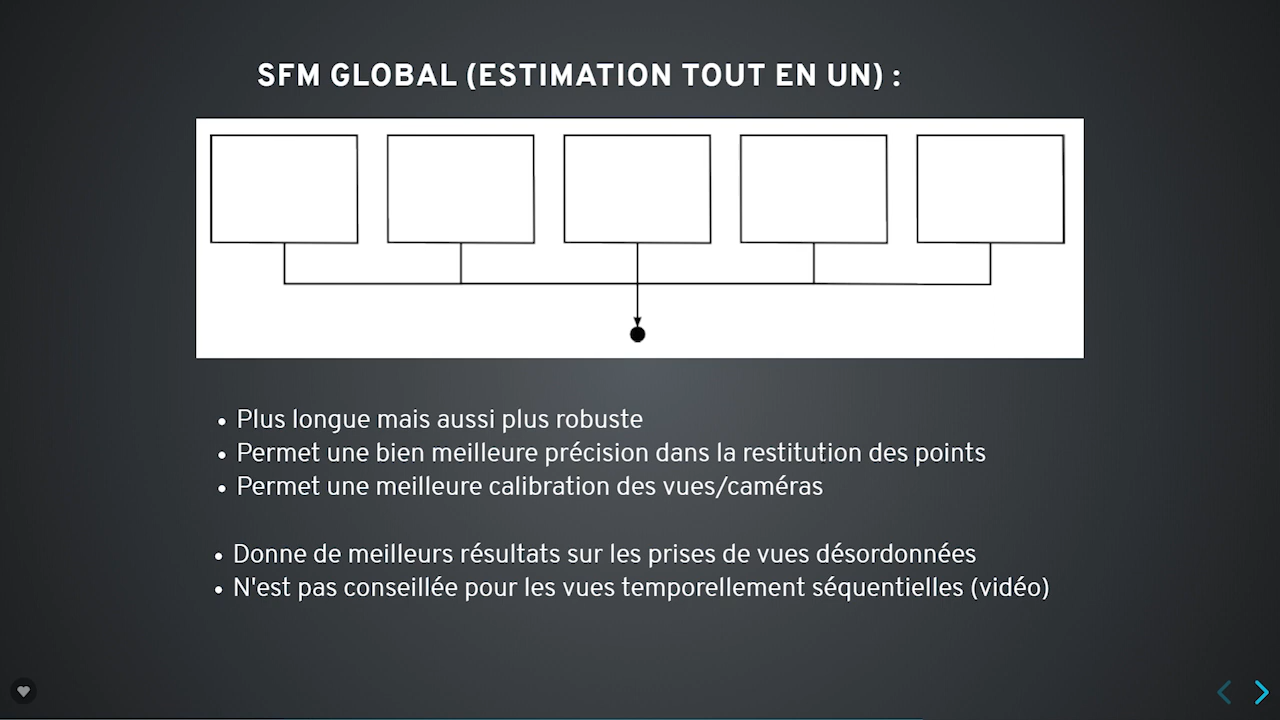 SFM GLOBAL (ESTIMATION TOUT EN UN) :
• Plus longue mais aussi plus robuste
• Permet une bien meilleure précision dans la restitution des points
• Permet une meilleure calibration des vues/caméras
• Donne de meilleurs résultats sur les prises de vues désordonnées
• N'est pas conseillée pour les vues temporellement séquentielles (vidéo)